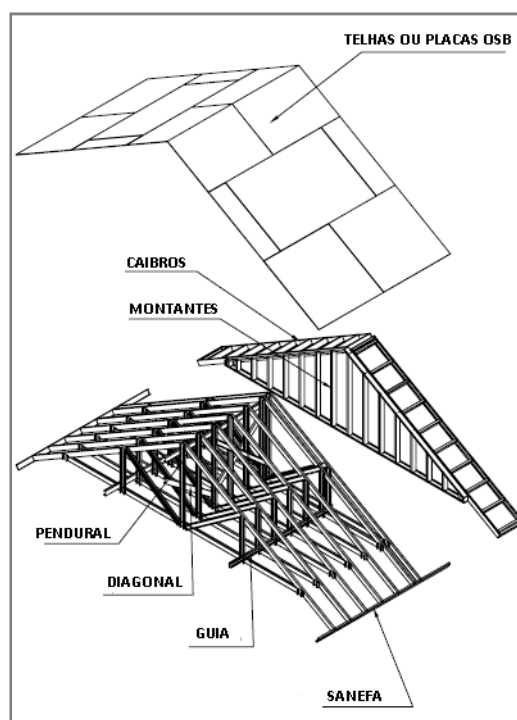 TELHAS OU PLACAS OSB
CAIBROS
MONTANTES
PENDURAL
DIAGONAL
GUIA
SANEFA